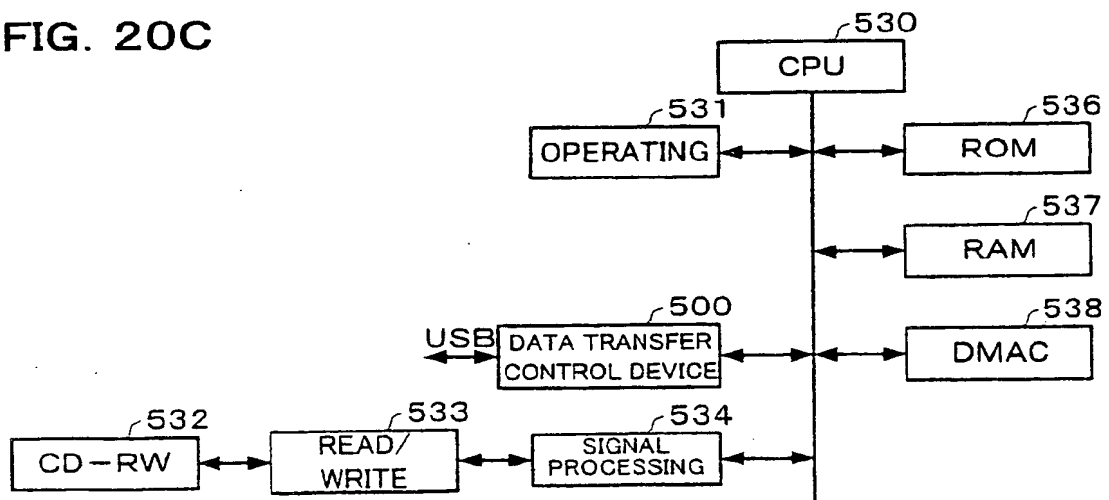 FIG. 20C
530
CPU
531
OPERATING
536
ROM
537
RAM
500
USB
DATA TRANSFER
CONTROL DEVICE
538
DMAC
532
CD-RW
533
READ/
WRITE
534
SIGNAL
PROCESSING